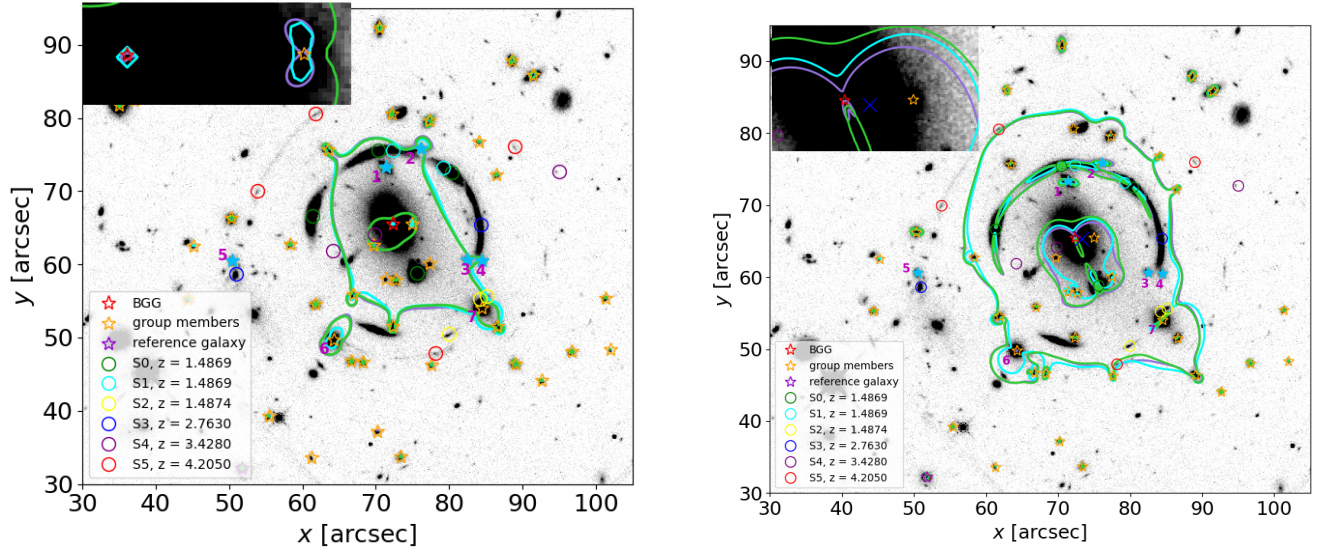 90
80
70
60
50
40
30
y [arcsec]
1
2
3
4
5
6
7
BGG
group members
reference galaxy
S0, z = 1.4869
S1, z = 1.4869
S2, z = 1.4874
S3, z = 2.7630
S4, z = 3.4280
S5, z = 4.2050
30 40 50 60 70 80 90 100
x [arcsec]
90
80
70
60
50
40
30
y [arcsec]
1
2
3
4
5
6
7
BGG
group members
reference galaxy
S0, z = 1.4869
S1, z = 1.4869
S2, z = 1.4874
S3, z = 2.7630
S4, z = 3.4280
S5, z = 4.2050
30 40 50 60 70 80 90 100
x [arcsec]